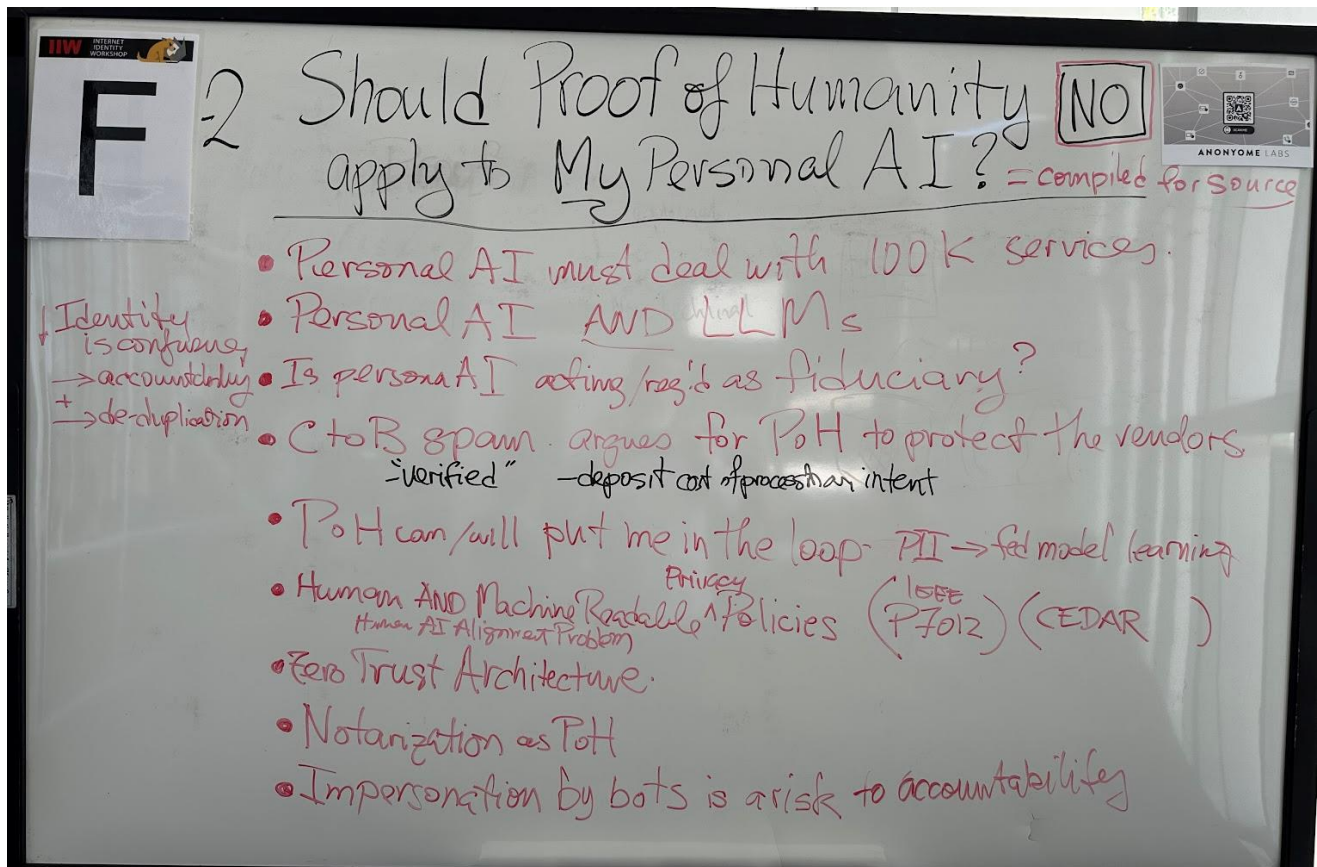 IIW INTERNET IDENTITY WORKSHOP
F
-2 Should Proof of Humanity NO
apply to My Personal AI? = compiled for source
ANONYOME LABS
• Personal AI must deal with 100K services.
• Personal AI AND LLMs
• Is persona AI acting/reg'd as fiduciary?
• C to B spam argues for PoH to protect the vendors
-"verified" -deposit cost of an intent
• PoH can/will put me in the loop- PII → fed model learning
• Human AND Machine Readable ^ Privacy Policies (IEEE P7012) (CEDAR )
Human AI Alignment Problem
• Zero Trust Architecture.
• Notarization as PoH
• Impersonation by bots is a risk to accountability
Identity
is
→
+
→ de-duplication